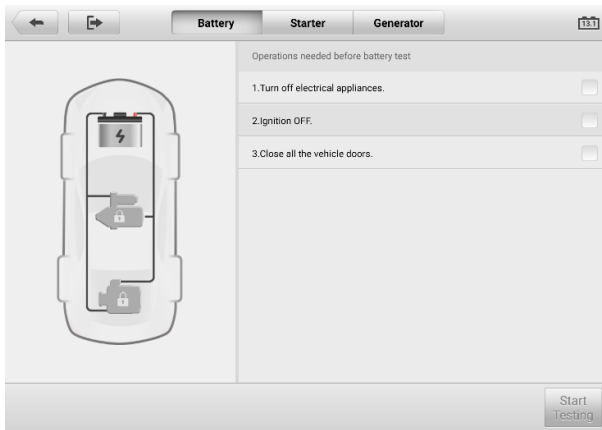 Battery
Starter
Generator
13.1
Operations needed before battery test
1.Turn off electrical appliances.
2.Ignition OFF.
3.Close all the vehicle doors.
Start
Testing